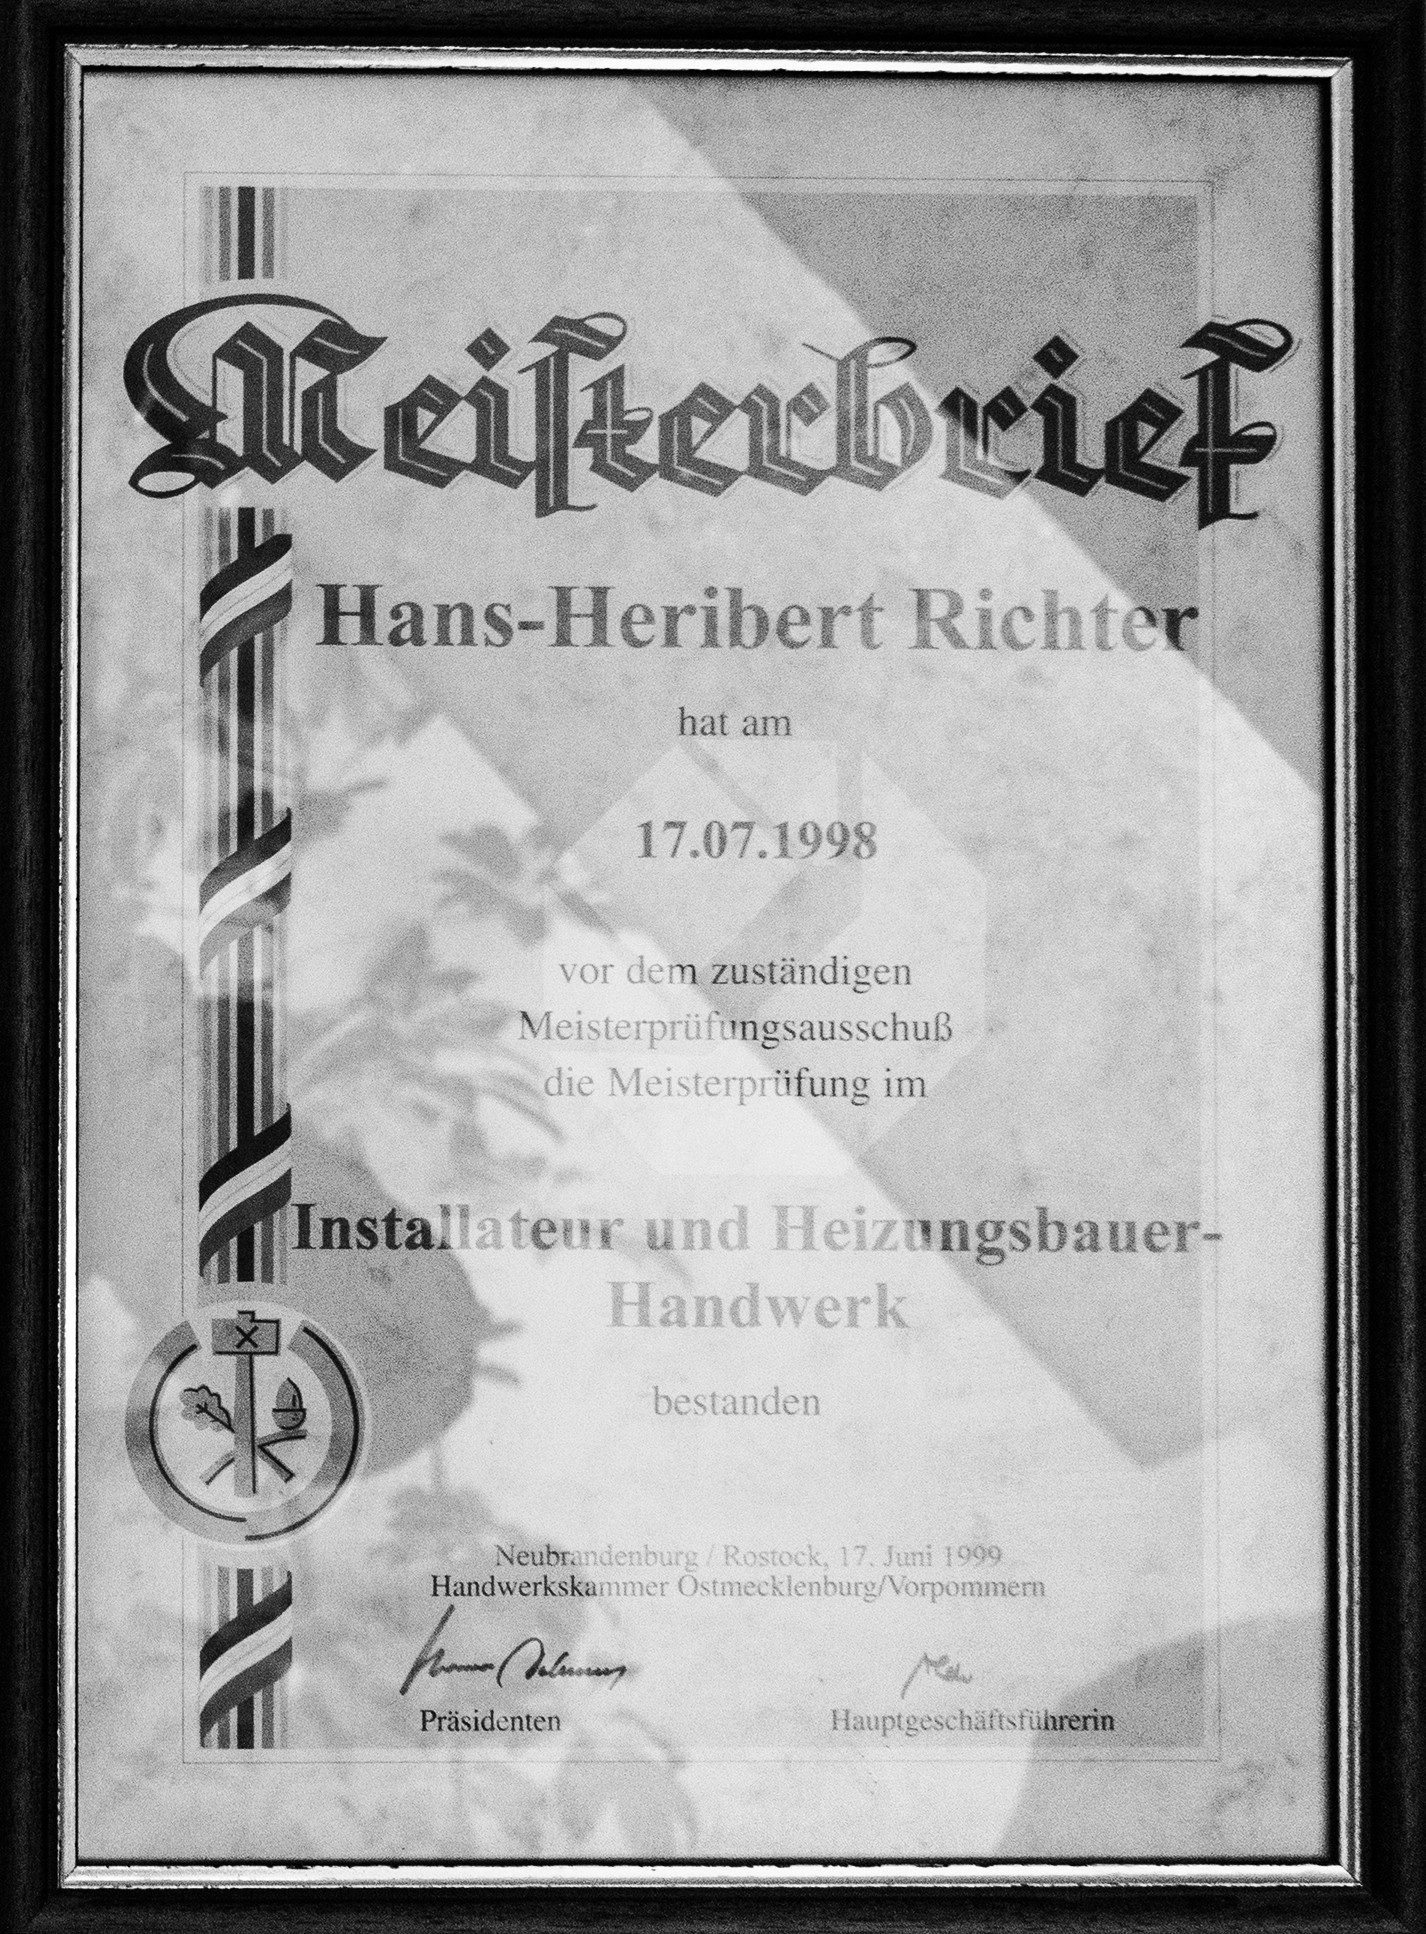 Meiſterbrief
Hans-Heribert Richter
hat am
17.07.1998
vor dem zuständigen
Meisterprüfungsausschuß
die Meisterprüfung im
Installateur und Heizungsbauer-
Handwerk
bestanden
Neubrandenburg / Rostock, 17. Juni 1999
Handwerkskammer Ostmecklenburg/Vorpommern
Präsidenten Hauptgeschäftsführerin